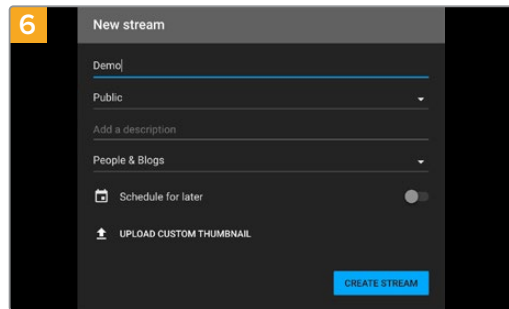 6
New stream
Demo
Public
Add a description
People & Blogs
Schedule for later
UPLOAD CUSTOM THUMBNAIL
CREATE STREAM